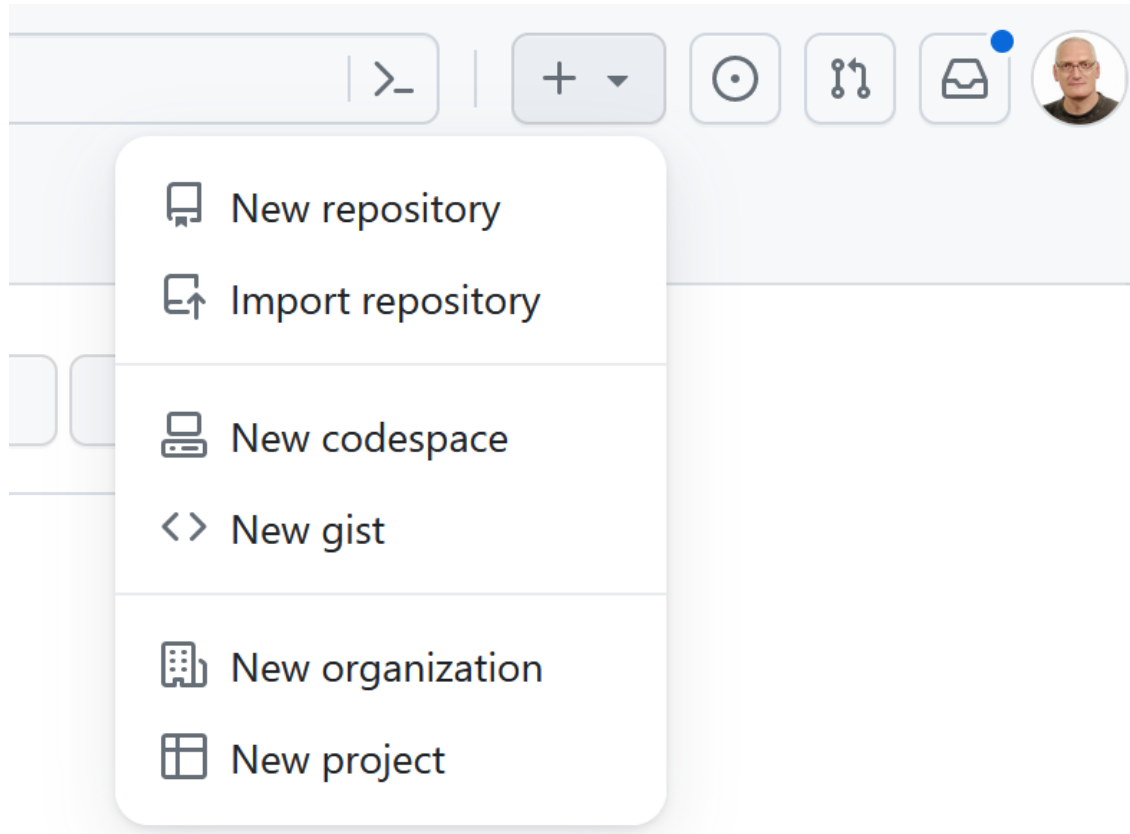 New repository
Import repository
New codespace
New gist
New organization
New project